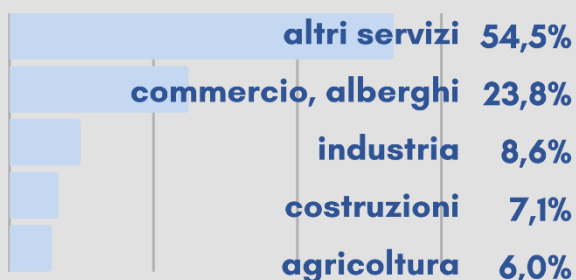 altri servizi 54,5%
commercio, alberghi 23,8%
industria 8,6%
costruzioni 7,1%
agricoltura 6,0%